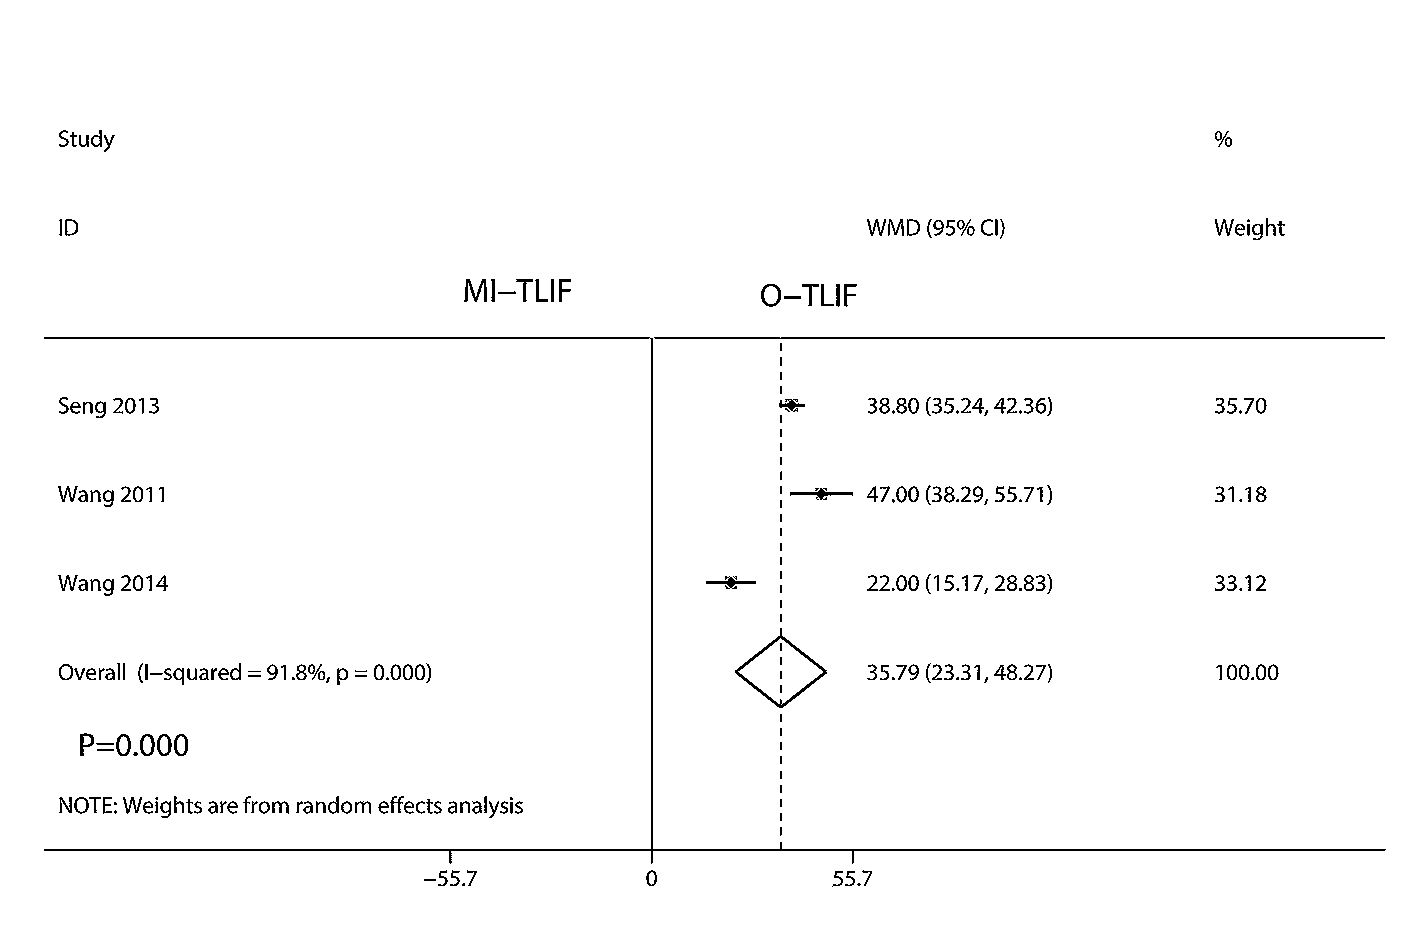 Study %
ID WMD (95% CI) Weight
MI−TLIF O−TLIF
Seng 2013 38.80 (35.24, 42.36) 35.70
Wang 2011 47.00 (38.29, 55.71) 31.18
Wang 2014 22.00 (15.17, 28.83) 33.12
Overall (I−squared = 91.8%, p = 0.000) 35.79 (23.31, 48.27) 100.00
P=0.000
NOTE: Weights are from random effects analysis
−55.7 0 55.7